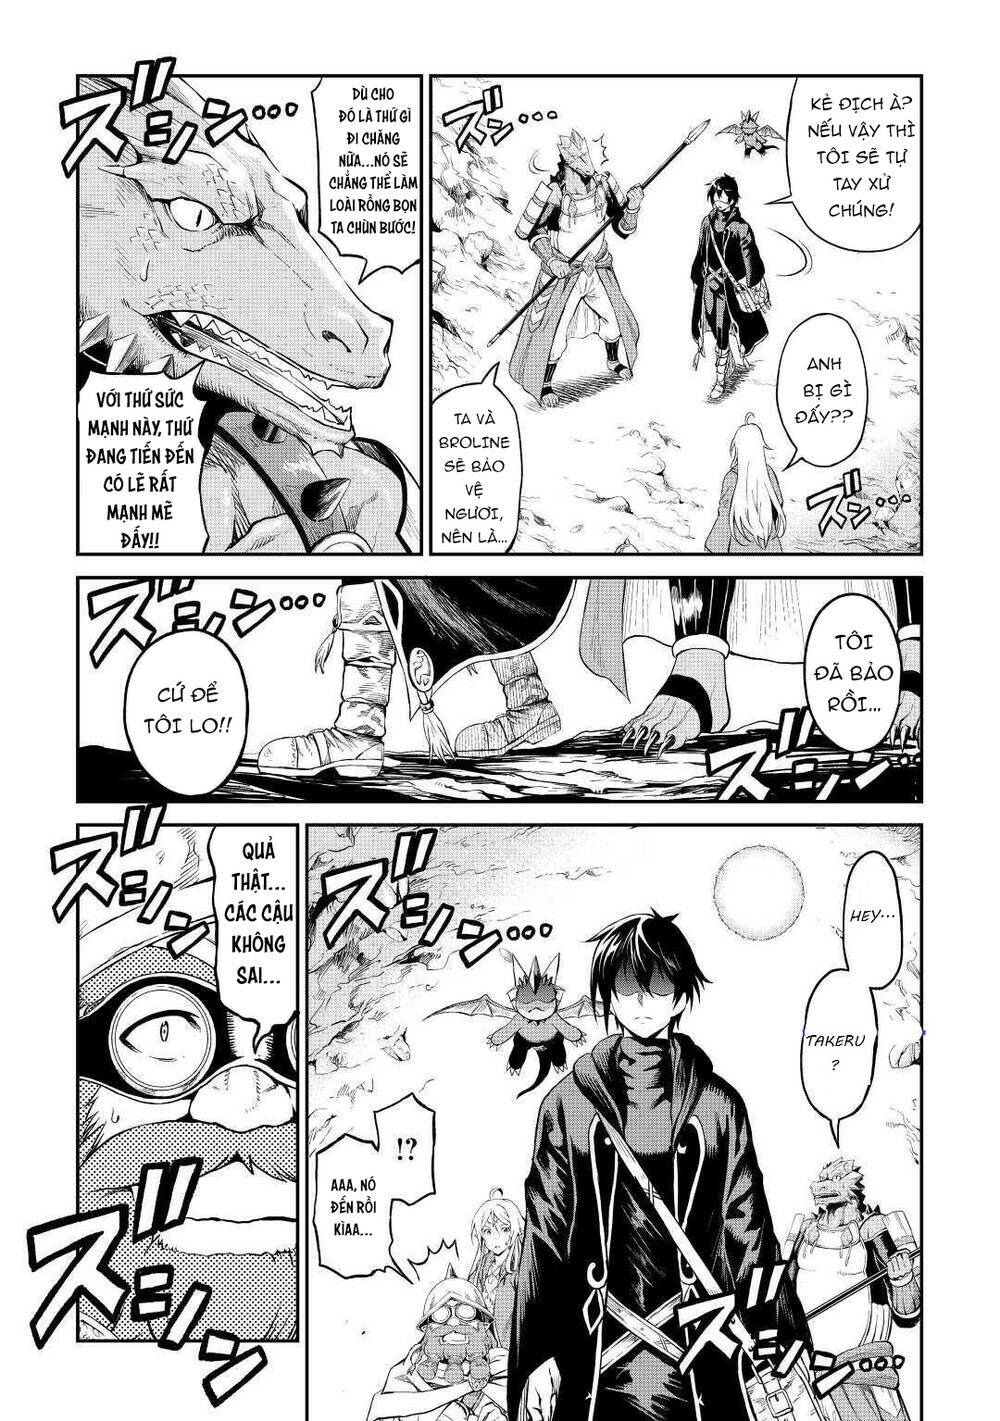 KẺ ĐỊCH À?
NẾU VẬY THÌ
TÔI SẼ TỰ
TAY XỬ
CHÚNG!
ズシン…
ANH
BỊ GÌ
ĐẤY??
TA VÀ
BROLINE
SẼ BẢO
VỆ
NGƯƠI,
NÊN LÀ...
ズシン…
DÙ CHO
ĐÓ LÀ THỨ GÌ
ĐI CHĂNG
NỮA...NÓ SẼ
CHẲNG THỂ LÀM
LOÀI RỒNG BỌN
TA CHÙN BƯỚC!
ズシン…
VỚI THỨ SỨC
MẠNH NÀY, THỨ
ĐANG TIẾN ĐẾN
CÓ LẼ RẤT
MẠNH MẼ
ĐẤY!!
TÔI
ĐÃ BẢO
RỒI...
ズシン…
CỨ ĐỂ
TÔI LO!!
ズシン…
HEY...
TAKERU
?
ズシン…
!?
AAA, NÓ
ĐẾN RỒI
KÌAA...
ズシン…
QUẢ
THẬT...
CÁC CẬU
KHÔNG
SAI...
ズシン
ズシン